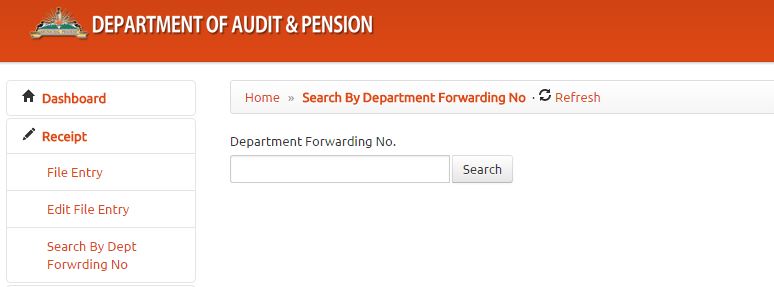 DEPARTMENT OF AUDIT & PENSION
Dashboard
Receipt
File Entry
Edit File Entry
Search By Dept
Forwrding No
Home » Search By Department Forwarding No · Refresh
Department Forwarding No.
Search